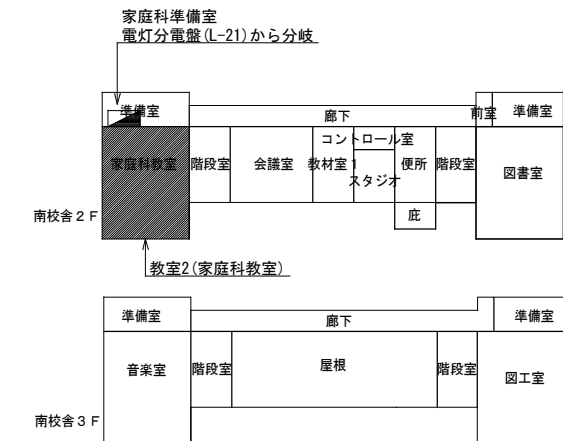 家庭科準備室
電灯分電盤(L-21)から分岐
準備室
廊下
前室
準備室
家庭科教室
階段室
会議室
教材室1
コントロール室
スタジオ
便所
階段室
図書室
庇
南校舎2F
教室2(家庭科教室)
準備室
廊下
準備室
音楽室
階段室
屋根
階段室
図工室
南校舎3F